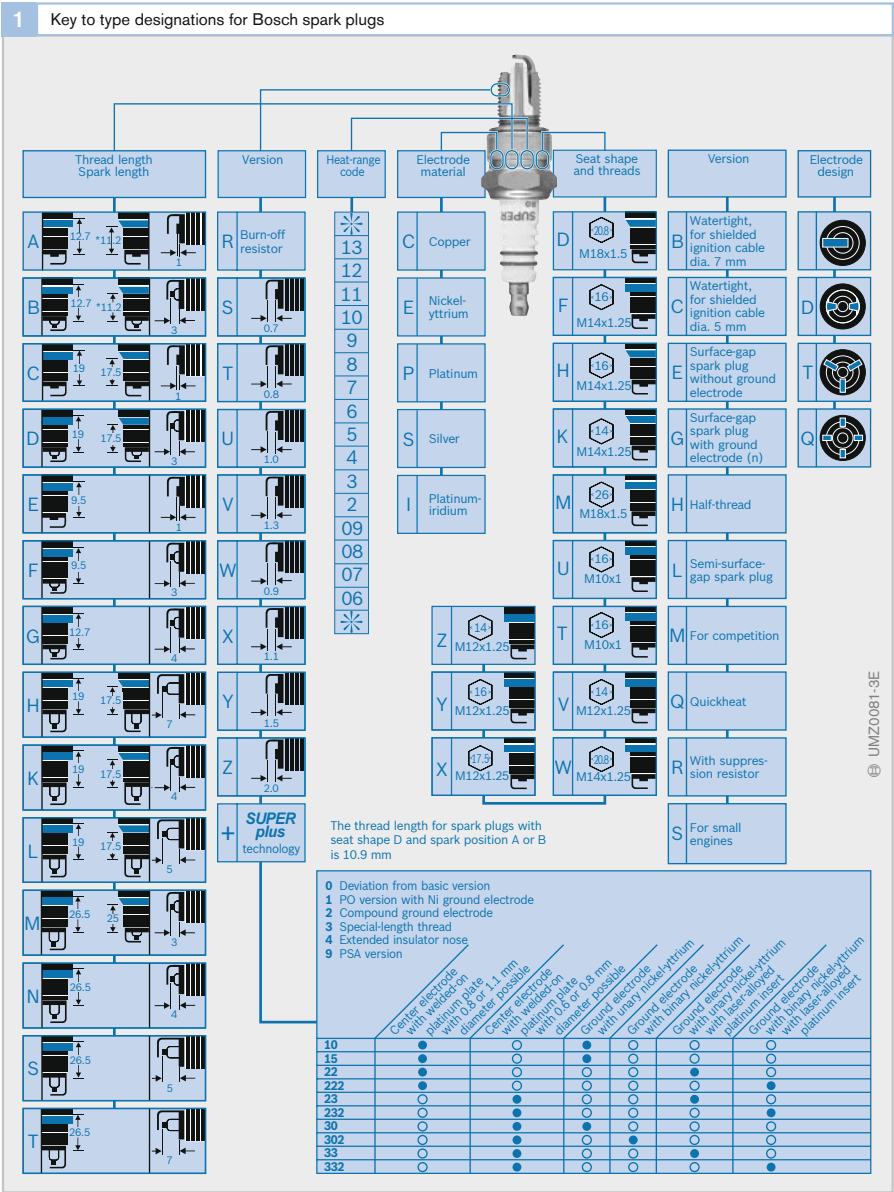 1 Key to type designations for Bosch spark plugs
Thread length
Spark length
Version
Heat-range
code
Electrode
material
Seat shape
and threads
Version
Electrode
design
SUPER
A 12.7 *11.2 1
B 12.7 *11.2 3
C 19 17.5 1
D 19 17.5 3
E 9.5 1
F 9.5 3
G 12.7 4
H 19 17.5 7
K 19 17.5 4
L 19 17.5 5
M 26.5 25 3
N 26.5 4
S 26.5 5
T 26.5 7
R Burn-off
resistor
S 0.7
T 0.8
U 1.0
V 1.3
W 0.9
X 1.1
Y 1.5
Z 2.0
+ SUPER
plus
technology
13
12
11
10
9
8
7
6
5
4
3
2
09
08
07
06
C Copper
E Nickel-
yttrium
P Platinum
S Silver
I Platinum-
iridium
D 20.8
M18x1.5
F 16
M14x1.25
H 16
M14x1.25
K 14
M14x1.25
M 26
M18x1.5
U 16
M10x1
T 16
M10x1
V 14
M12x1.25
W 20.8
M14x1.25
Z 14
M12x1.25
Y 16
M12x1.25
X 17.5
M12x1.25
B Watertight,
for shielded
ignition cable
dia. 7 mm
C Watertight,
for shielded
ignition cable
dia. 5 mm
E Surface-gap
spark plug
without ground
electrode
G Surface-gap
spark plug
with ground
electrode (n)
H Half-thread
L Semi-surface-
gap spark plug
M For competition
Q Quickheat
R With suppres-
sion resistor
S For small
engines
D
T
Q
The thread length for spark plugs with
seat shape D and spark position A or B
is 10.9 mm
0 Deviation from basic version
1 PO version with Ni ground electrode
2 Compound ground electrode
3 Special-length thread
4 Extended insulator nose
9 PSA version
Center electrode
with welded-on
platinum plate
with 0.8 or 1.1 mm
diameter possible
Center electrode
with welded-on
platinum plate
with 0.6 or 0.8 mm
diameter possible
Ground electrode
with unary nickel-yttrium
Ground electrode
with binary nickel-yttrium
Ground electrode
with unary nickel-yttrium
with laser-alloyed
platinum insert
Ground electrode
with binary nickel-yttrium
with laser-alloyed
platinum insert
10
15
22
222
23
232
30
302
33
332
UMZ0081-3E